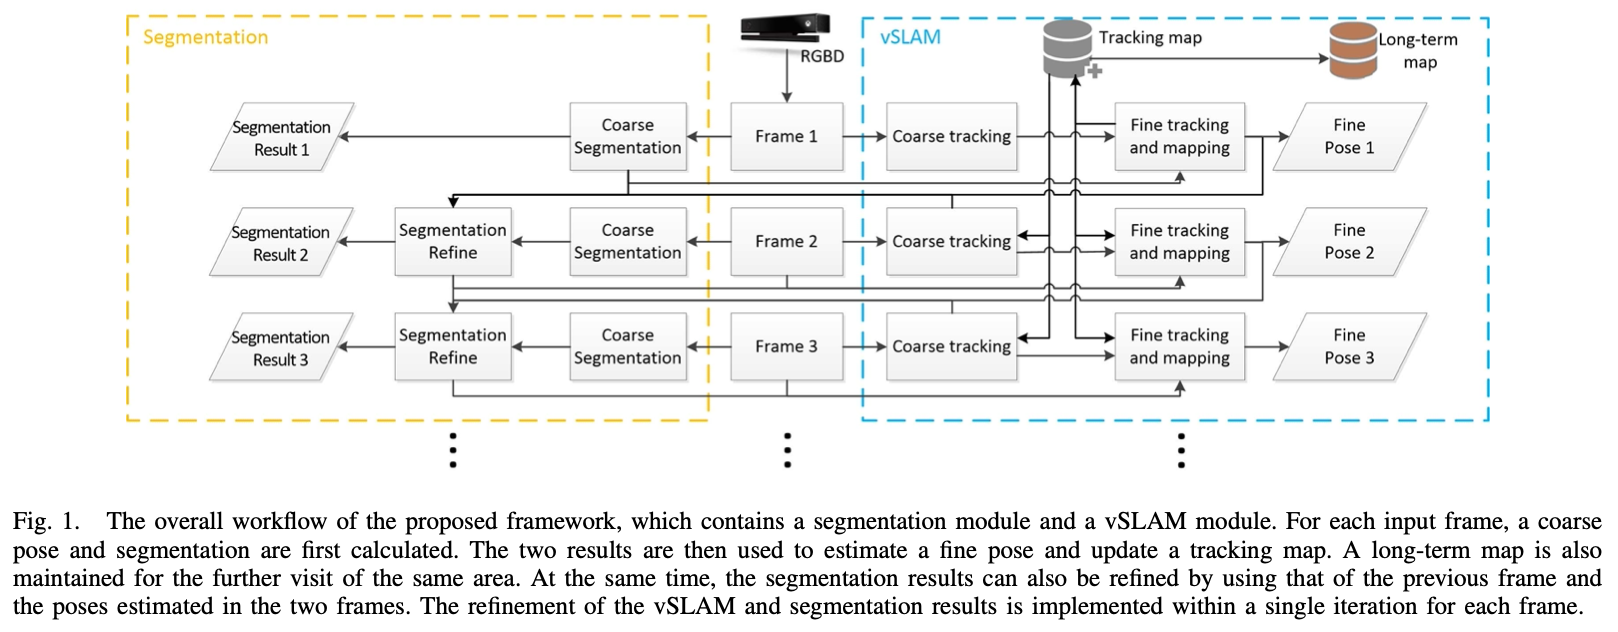 Segmentation
RGBD
vSLAM
Tracking map
Long-term
map
Segmentation
Result 1
Coarse
Segmentation
Frame 1
Coarse tracking
Fine tracking
and mapping
Fine
Pose 1
Segmentation
Result 2
Segmentation
Refine
Coarse
Segmentation
Frame 2
Coarse tracking
Fine tracking
and mapping
Fine
Pose 2
Segmentation
Result 3
Segmentation
Refine
Coarse
Segmentation
Frame 3
Coarse tracking
Fine tracking
and mapping
Fine
Pose 3
Fig. 1. The overall workflow of the proposed framework, which contains a segmentation module and a vSLAM module. For each input frame, a coarse
pose and segmentation are first calculated. The two results are then used to estimate a fine pose and update a tracking map. A long-term map is also
maintained for the further visit of the same area. At the same time, the segmentation results can also be refined by using that of the previous frame and
the poses estimated in the two frames. The refinement of the vSLAM and segmentation results is implemented within a single iteration for each frame.